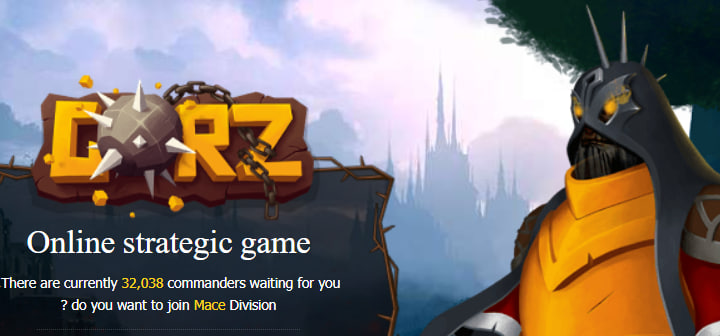 GORZ
Online strategic game
There are currently 32,038 commanders waiting for you
? do you want to join Mace Division